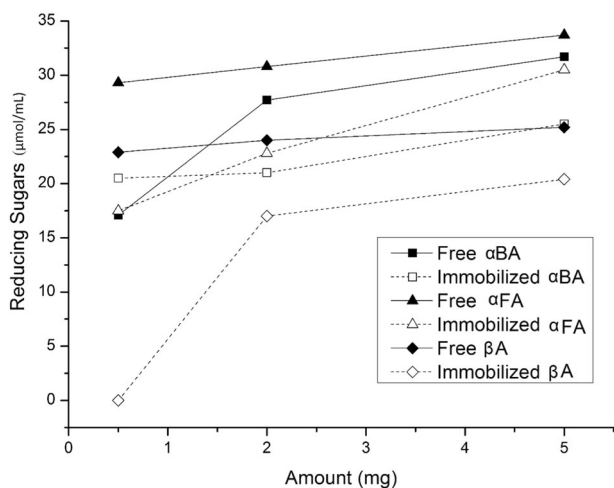 35
30
25
20
15
10
5
0
Reducing Sugars (μmol/mL)
Free αBA
Immobilized αBA
Free αFA
Immobilized αFA
Free βA
Immobilized βA
0 1 2 3 4 5
Amount (mg)